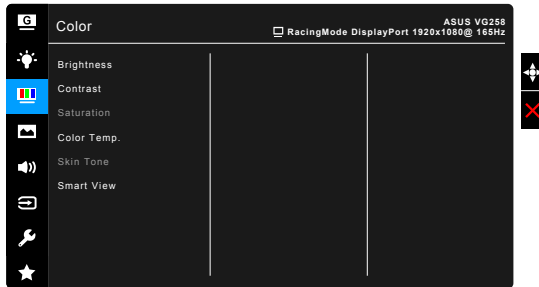 G
Color
ASUS VG258
RacingMode DisplayPort 1920x1080@ 165Hz
Brightness
Contrast
Saturation
Color Temp.
Skin Tone
Smart View